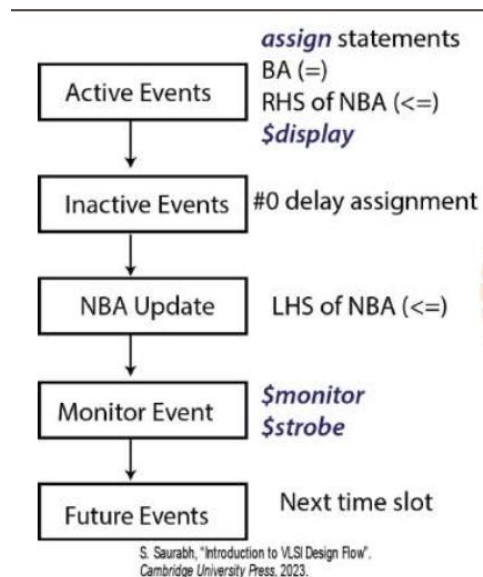 assign statements
BA (=)
Active Events
RHS of NBA (<=)
$display
Inactive Events
#0 delay assignment
NBA Update
LHS of NBA (<=)
Monitor Event
$monitor
$strobe
Future Events
Next time slot
S. Saurabh, "Introduction to VLSI Design Flow".
Cambridge University Press, 2023.